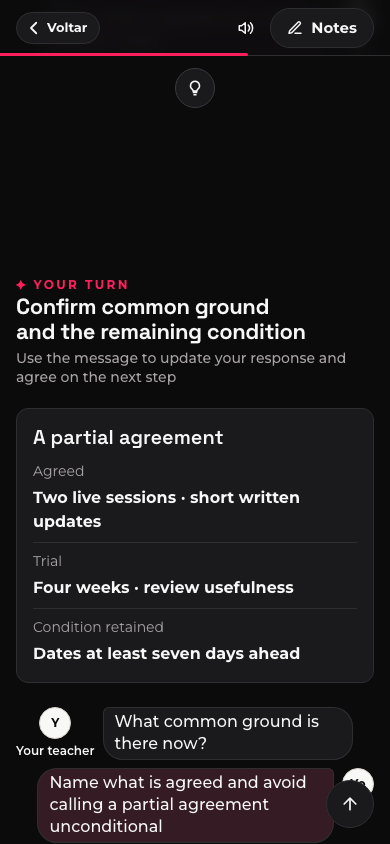 Voltar
Notes
YOUR TURN
Confirm common ground
and the remaining condition
Use the message to update your response and
agree on the next step
A partial agreement
Agreed
Two live sessions · short written
updates
Trial
Four weeks · review usefulness
Condition retained
Dates at least seven days ahead
Y
Your teacher
What common ground is
there now?
Name what is agreed and avoid
calling a partial agreement
unconditional